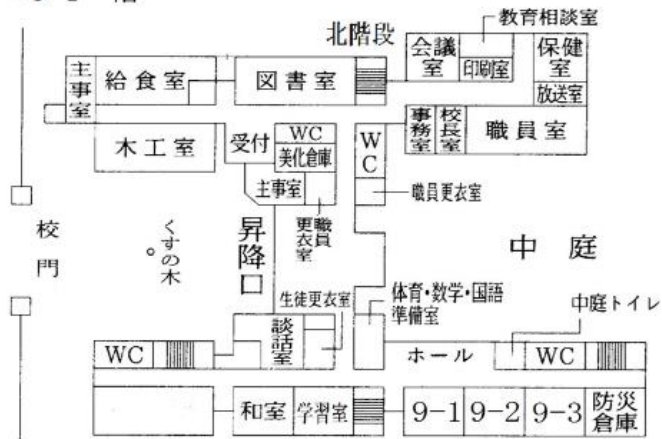 階
教育相談室
北階段
会議室
印刷室
保健室
放送室
主事室
給食室
図書室
木工室
受付
WC
美化倉庫
主事室
WC
事務室
校長室
職員室
職員更衣室
職員更衣室
校門
くすの木
昇降口
中庭
生徒更衣室
体育・数学・国語
準備室
中庭トイレ
WC
談話室
ホール
WC
和室
学習室
9-1
9-2
9-3
防災倉庫